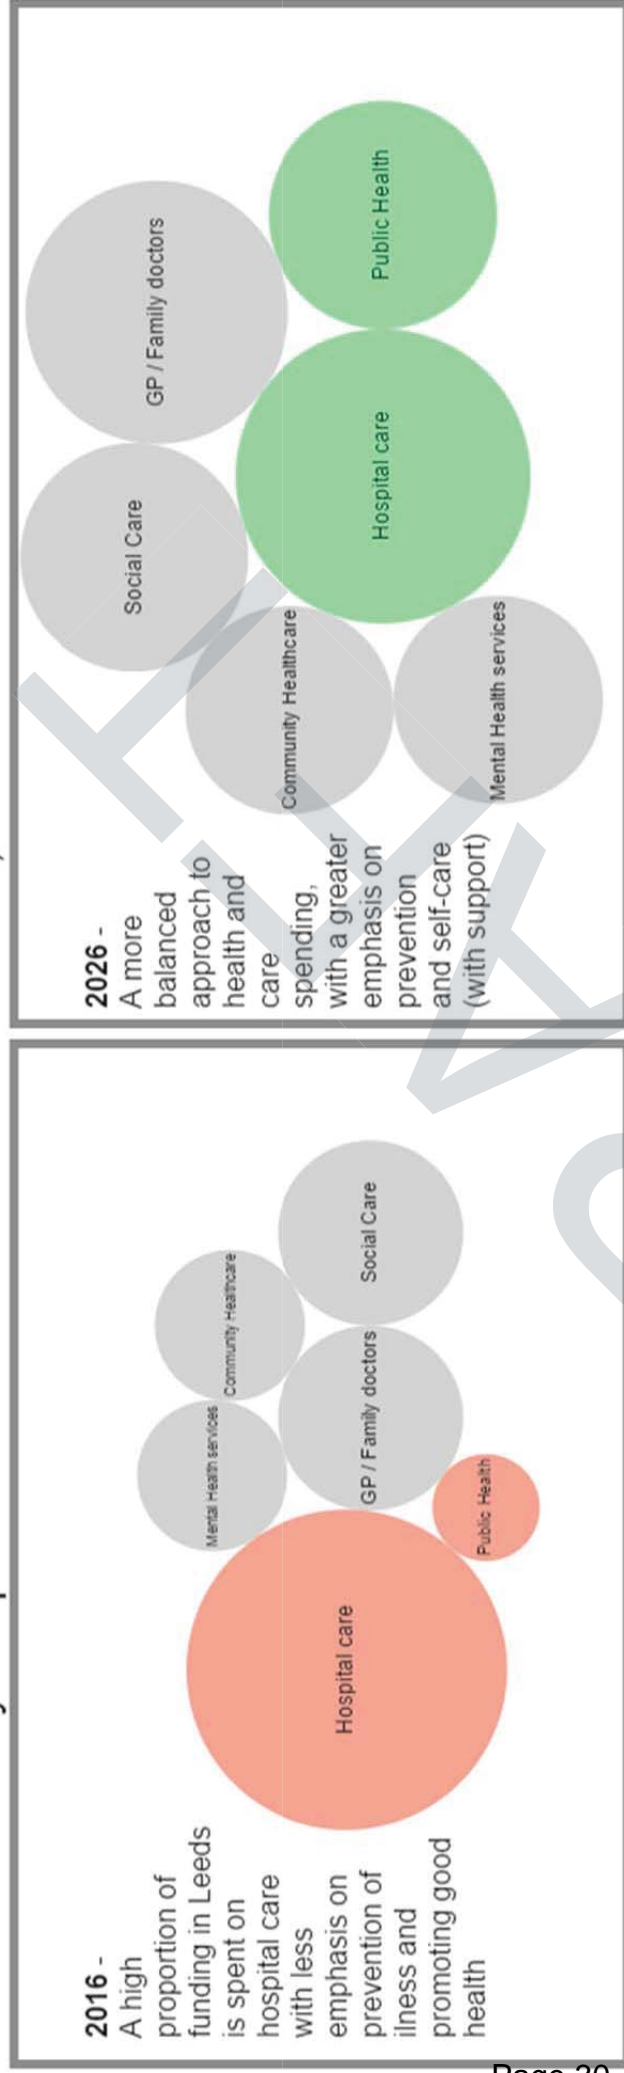 2016 -
A high
proportion of
funding in Leeds
is spent on
hospital care
with less
emphasis on
prevention of
ilness and
promoting good
health
Hospital care
Mental Health services
Community Healthcare
GP / Family doctors
Social Care
Public Health
2026 -
A more
balanced
approach to
health and
care
spending,
with a greater
emphasis on
prevention
and self-care
(with support)
Social Care
GP / Family doctors
Community Healthcare
Hospital care
Public Health
Mental Health services